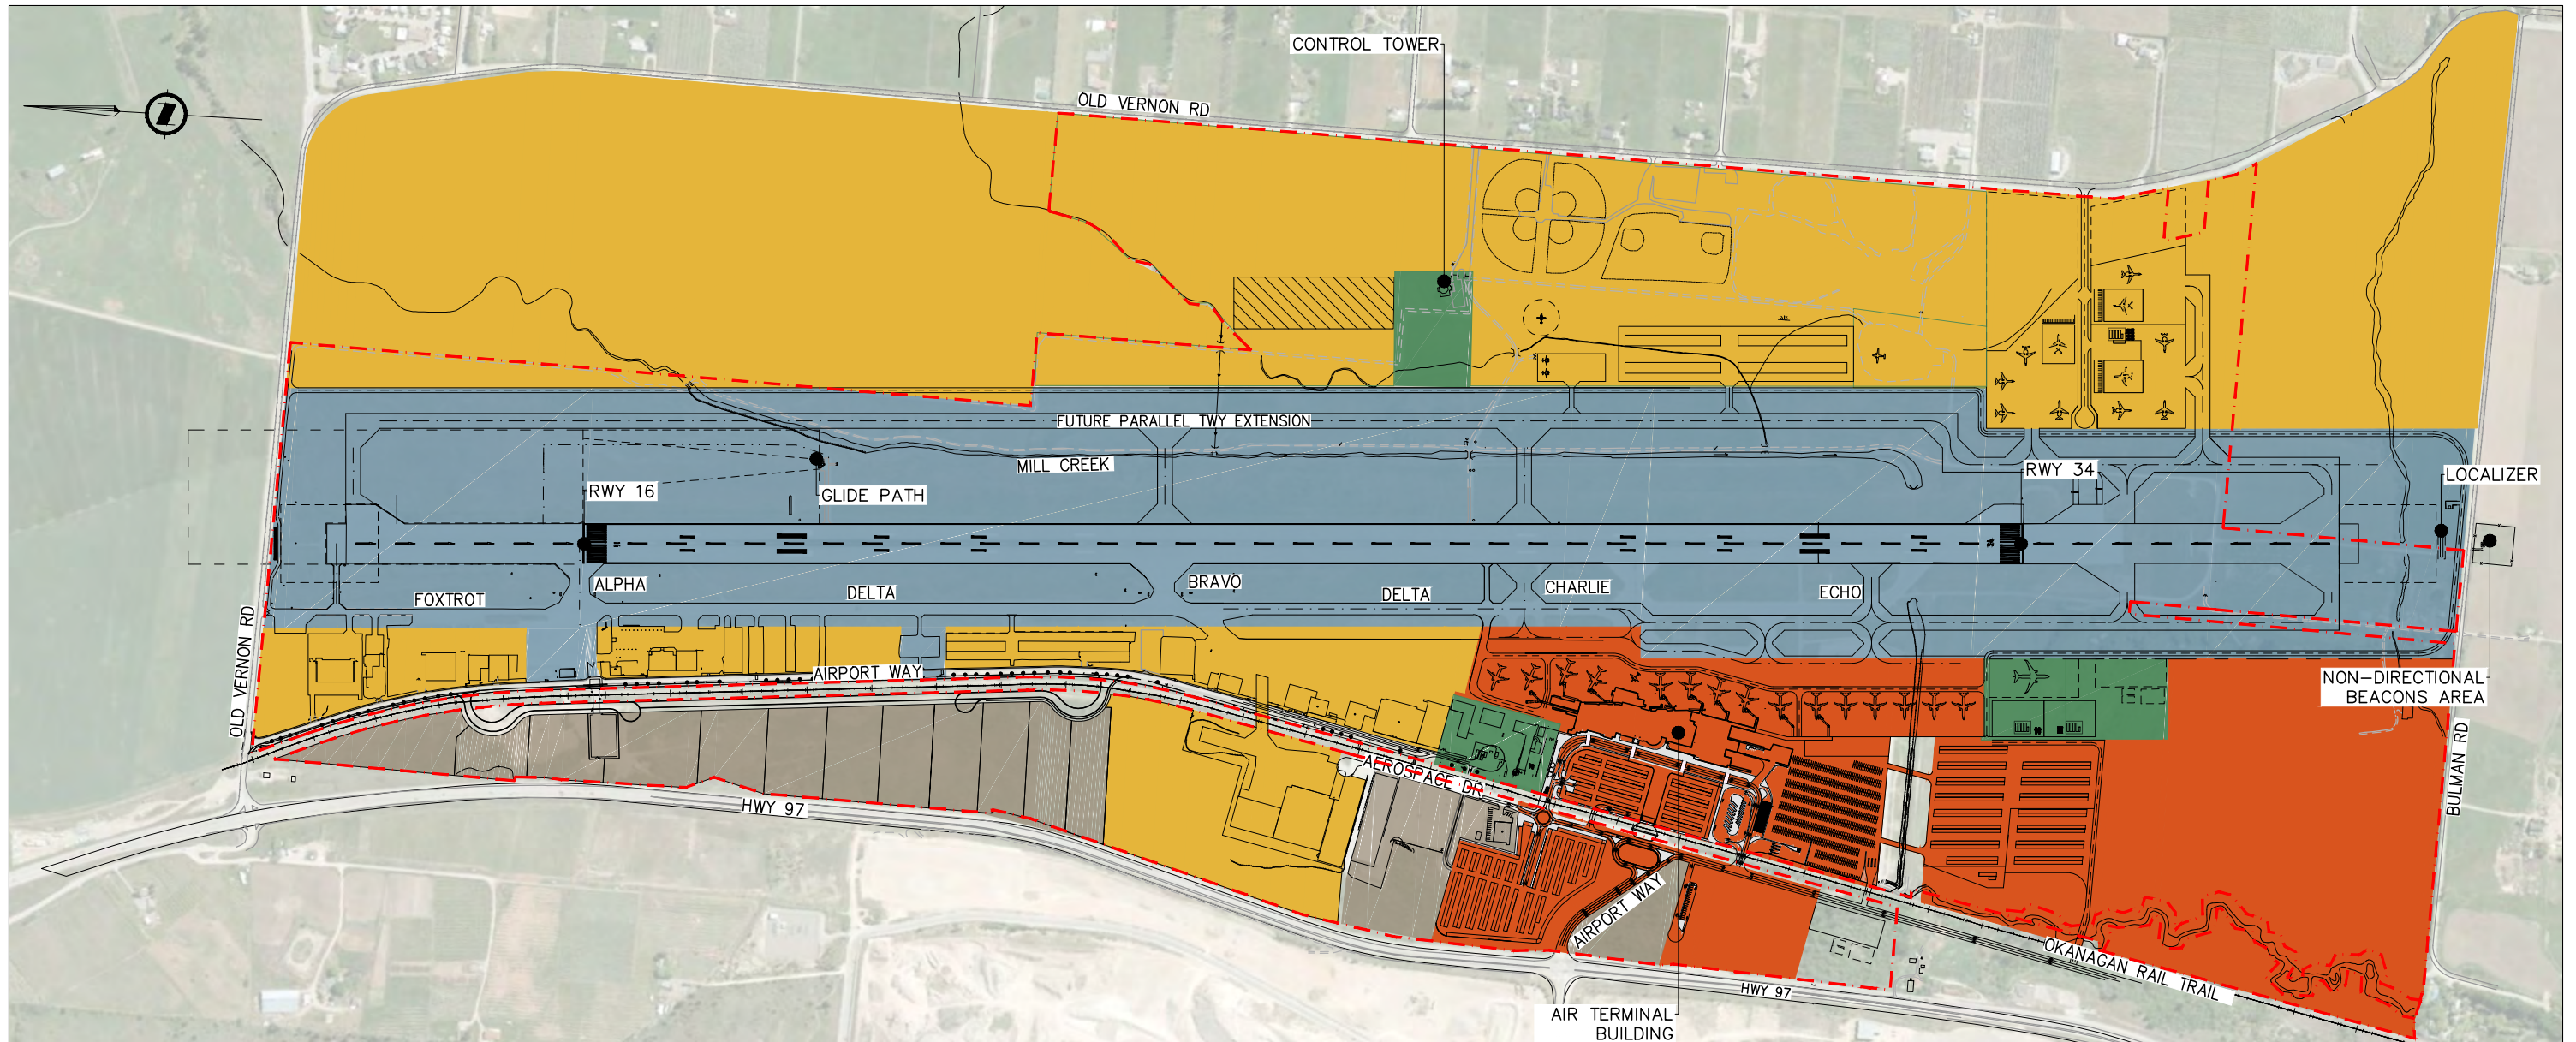 CONTROL TOWER
OLD VERNON RD
FUTURE PARALLEL TWY EXTENSION
MILL CREEK
RWY 34
LOCALIZER
RWY 16
GLIDE PATH
ALPHA
BRAVO
CHARLIE
ECHO
FOXTROT
DELTA
DELTA
OLD VERNON RD
AIRPORT WAY
NON-DIRECTIONAL
BEACONS AREA
AEROSPACE DR.
HWY 97
BULMAN RD
AIRPORT WAY
OKANAGAN RAIL TRAIL
HWY 97
AIR TERMINAL
BUILDING